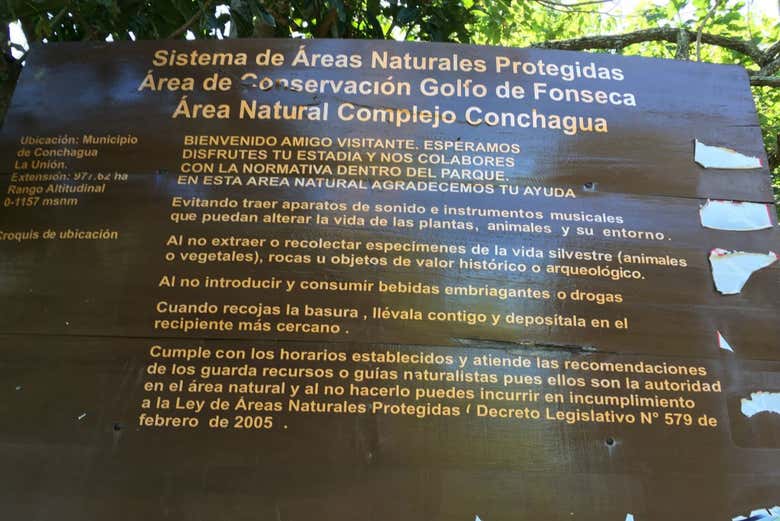 Sistema de Áreas Naturales Protegidas
Área de Conservación Golfo de Fonseca
Área Natural Complejo Conchagua
Ubicación: Municipio
de Conchagua
La Unión.
Extensión: 977.62 ha
Rango Altitudinal
0-1157 msnm
Croquis de ubicación
BIENVENIDO AMIGO VISITANTE. ESPERAMOS
DISFRUTES TU ESTADIA Y NOS COLABORES
CON LA NORMATIVA DENTRO DEL PARQUE.
EN ESTA AREA NATURAL AGRADECEMOS TU AYUDA
Evitando traer aparatos de sonido e instrumentos musicales
que puedan alterar la vida de las plantas, animales y su entorno.
Al no extraer o recolectar especimenes de la vida silvestre (animales
o vegetales), rocas u objetos de valor histórico o arqueológico.
Al no introducir y consumir bebidas embriagantes o drogas
Cuando recojas la basura , llévala contigo y depositala en el
recipiente más cercano .
Cumple con los horarios establecidos y atiende las recomendaciones
de los guarda recursos o guías naturalistas pues ellos son la autoridad
en el área natural y al no hacerlo puedes incurrir en incumplimiento
a la Ley de Áreas Naturales Protegidas ( Decreto Legislativo N° 579 de
febrero de 2005 .